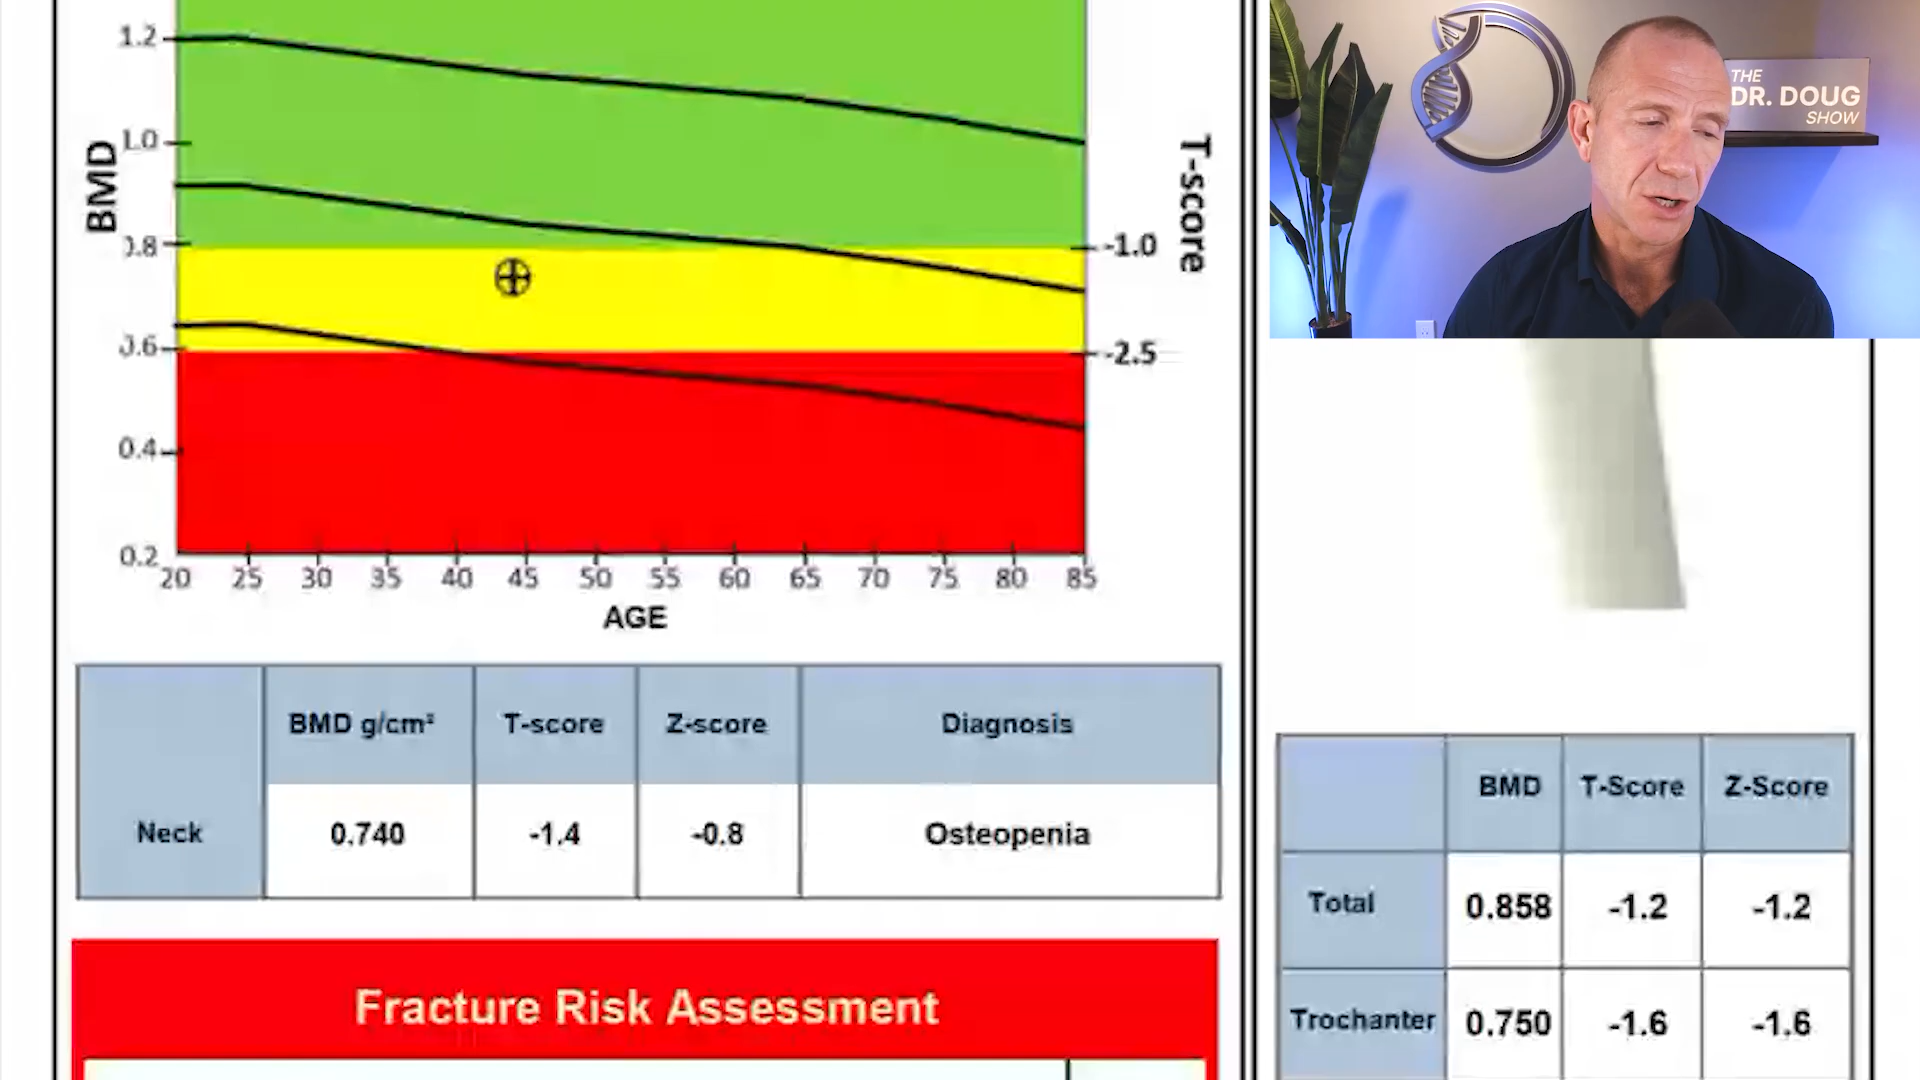 1.2
BMD
1.0
0.8
0.6
0.4
0.2
T-score
-1.0
-2.5
20 25 30 35 40 45 50 55 60 65 70 75 80 85
AGE
BMD g/cm² T-score Z-score Diagnosis
Neck 0.740 -1.4 -0.8 Osteopenia
Fracture Risk Assessment
THE
DR. DOUG
SHOW
BMD T-Score Z-Score
Total 0.858 -1.2 -1.2
Trochanter 0.750 -1.6 -1.6